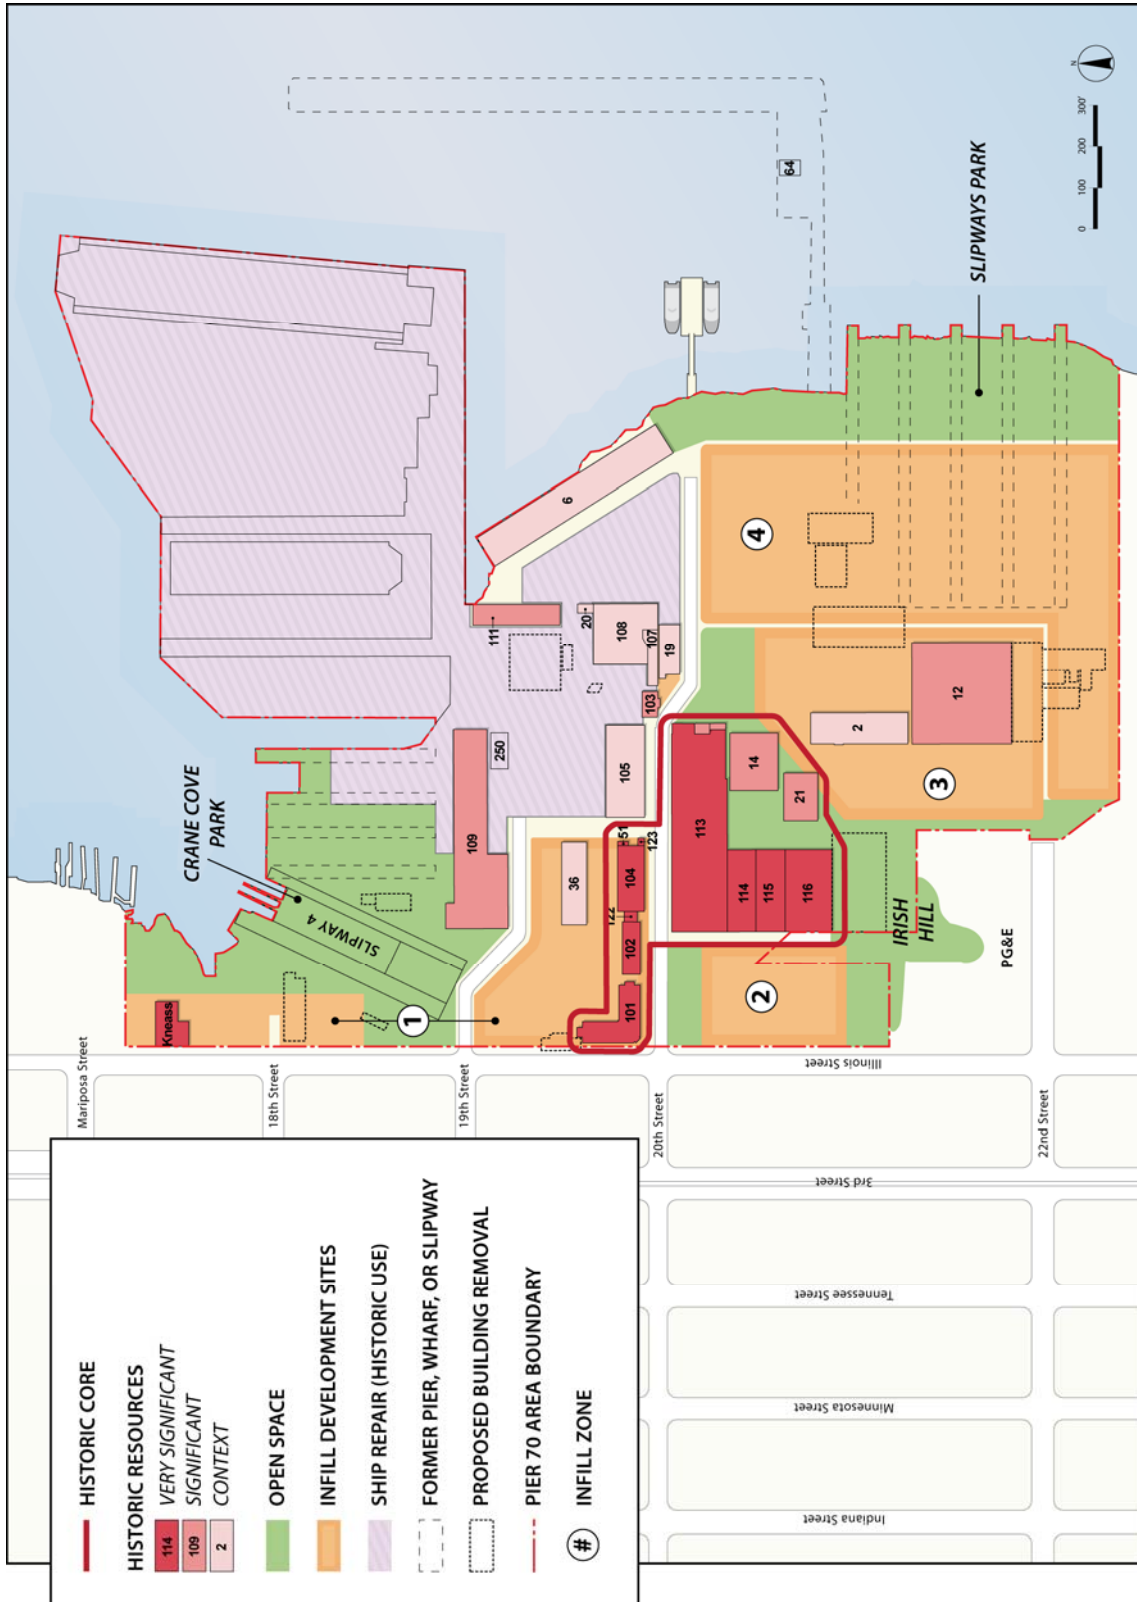 HISTORIC CORE
HISTORIC RESOURCES
114 VERY SIGNIFICANT
109 SIGNIFICANT
2 CONTEXT
OPEN SPACE
INFILL DEVELOPMENT SITES
SHIP REPAIR (HISTORIC USE)
FORMER PIER, WHARF, OR SLIPWAY
PROPOSED BUILDING REMOVAL
PIER 70 AREA BOUNDARY
# INFILL ZONE
Mariposa Street
18th Street
19th Street
20th Street
22nd Street
Illinois Street
3rd Street
Tennessee Street
Minnesota Street
Indiana Street
CRANE COVE
PARK
SLIPWAY 4
Kneass
1
109
250
111
36
105
101
102
122
104
51
123
103
107
108
20
19
6
113
114
115
116
14
21
2
12
2
3
4
64
IRISH
HILL
PG&E
SLIPWAYS PARK
N
0
100
200
300'